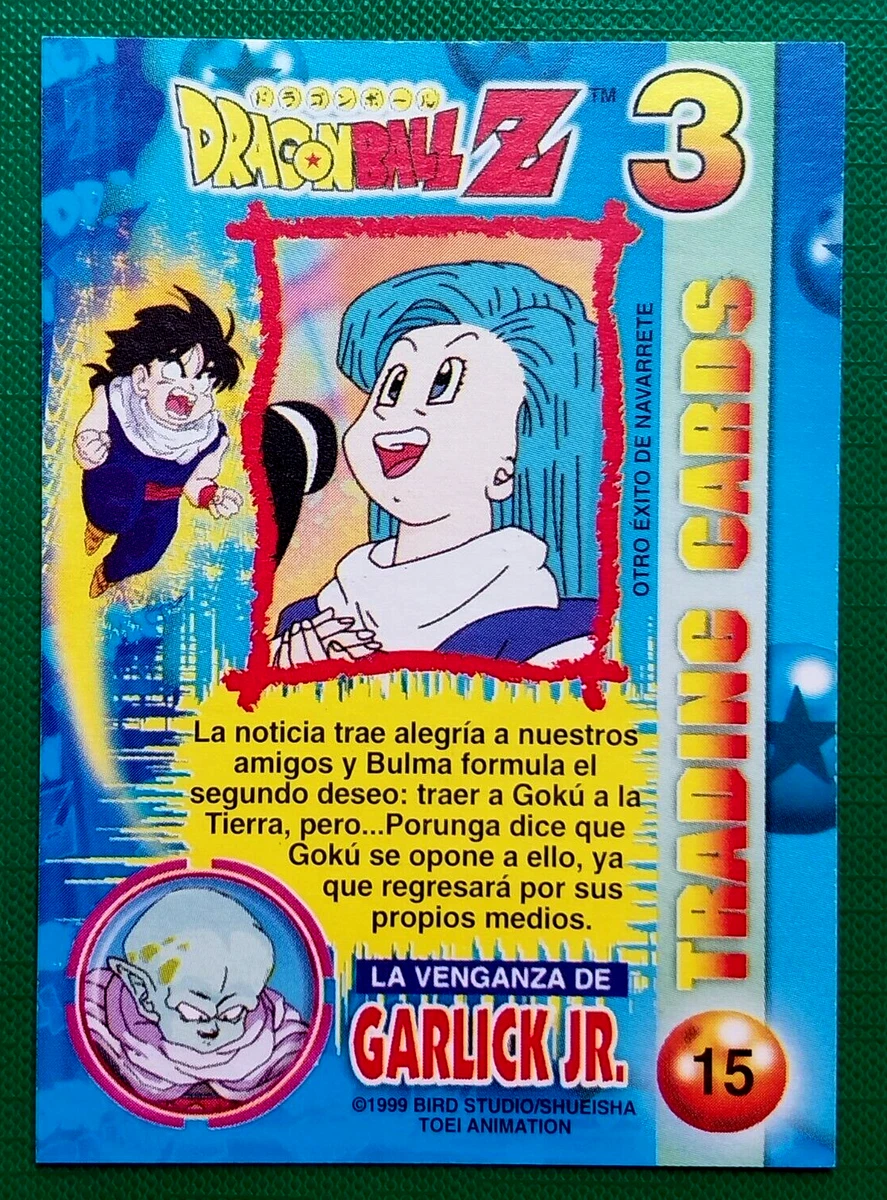 ドラゴンボール
DRAGON BALL Z™
3
OTRO ÉXITO DE NAVARRETE
TRADING CARDS
La noticia trae alegría a nuestros
amigos y Bulma formula el
segundo deseo: traer a Gokú a la
Tierra, pero...Porunga dice que
Gokú se opone a ello, ya
que regresará por sus
propios medios.
LA VENGANZA DE
GARLICK JR.
15
©1999 BIRD STUDIO/SHUEISHA
TOEI ANIMATION